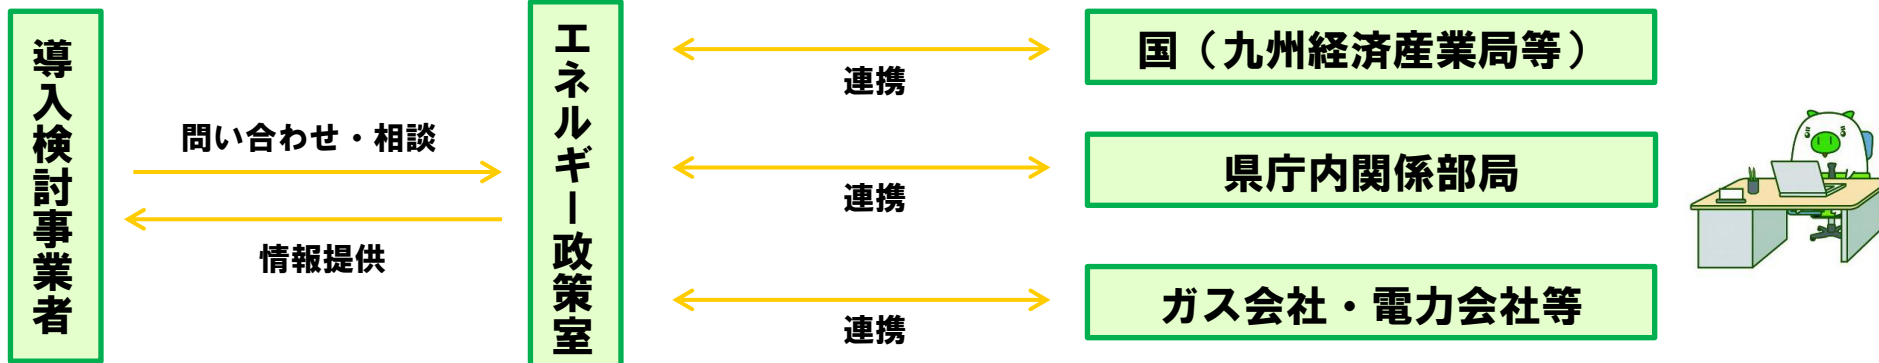 導入検討事業者
問い合わせ・相談
情報提供
エネルギー政策室
連携
国（九州経済産業局等）
連携
県庁内関係部局
連携
ガス会社・電力会社等